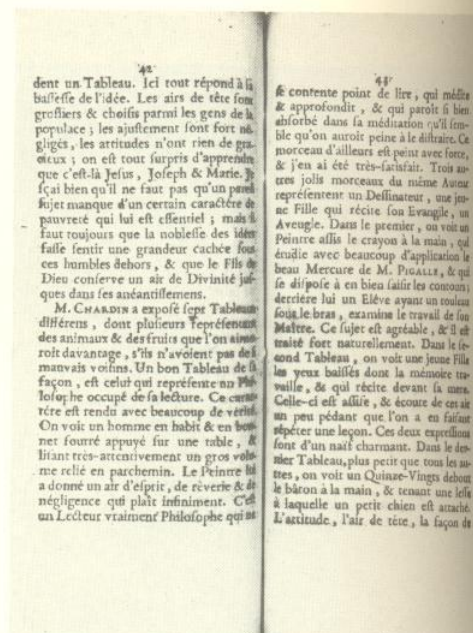 42
dent un Tableau. Ici tout répond à la
bassesse de l'idée. Les airs de tête sont
grossiers & choisis parmi les gens de la
populace ; les ajustement sont fort né-
gligés, les attitudes n'ont rien de gra-
cieux ; on est tout surpris d'apprendre
que c'est-là Jesus, Joseph & Marie. Je
sçai bien qu'il ne faut pas qu'un pareil
sujet manque d'un certain caractére de
pauvreté qui lui est essentiel ; mais il
faut toujours que la noblesse des idées
fasse sentir une grandeur cachée sous
ces humbles dehors, & que le Fils de
Dieu conserve un air de Divinité jus-
ques dans ses anéantissemens.
M. CHARDIN a exposé sept Tableaux
différens, dont plusieurs représentent
des animaux & des fruits que l'on aime-
roit davantage, s'ils n'avoient pas de si
mauvais voisins. Un bon Tableau de sa
façon, est celui qui représente un Phi-
losophe occupé de sa lecture. Ce carac-
tére est rendu avec beaucoup de vérité.
On voit un homme en habit & en bon-
net fourré appuyé sur une table, &
lisant très-attentivement un gros volu-
me relié en parchemin. Le Peintre lui
a donné un air d'esprit, de rêverie & de
négligence qui plaît infiniment. C'est
un Lecteur vraiment Philosophe qui ne
43
se contente point de lire, qui médite
& approfondit, & qui paroît si bien
absorbé dans sa méditation qu'il sem-
ble qu'on auroit peine à le distraire. Ce
morceau d'ailleurs est peint avec force,
& j'en ai été très-satisfait. Trois au-
tres jolis morceaux du même Auteur
représentent un Dessinateur, une jeu-
ne Fille qui récite son Evangile, un
Aveugle. Dans le premier, on voit un
Peintre assis le crayon à la main, qui
étudie avec beaucoup d'application le
beau Mercure de M. PIGALLE, & qui
se dispose à en bien saisir les contours ;
derriére lui un Eléve ayant un rouleau
sous le bras, examine le travail de son
Maître. Ce sujet est agréable, & il est
traité fort naturellement. Dans le se-
cond Tableau, on voit une jeune Fille
les yeux baissés dont la mémoire tra-
vaille, & qui récite devant sa mere.
Celle-ci est assise, & écoute de cet air
un peu pédant que l'on a en faisant
répéter une leçon. Ces deux expressions
sont d'un naïf charmant. Dans le der-
nier Tableau, plus petit que tous les au-
tres, on voit un Quinze-Vingts debout
le bâton à la main, & tenant une lesse
à laquelle un petit chien est attaché.
L'attitude, l'air de tête, la façon de